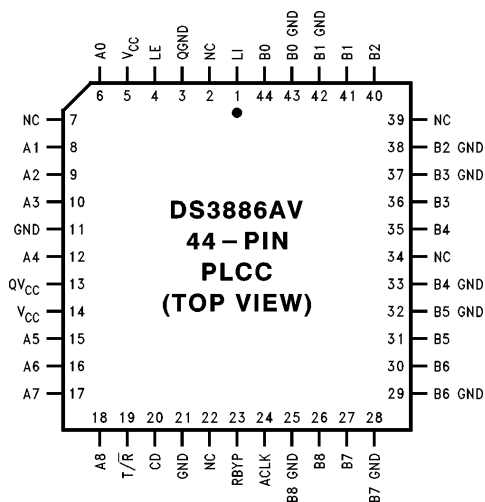 A0 VCC LE QGND NC LI B0 B0 GND B1 GND B1 B2
6 5 4 3 2 1 44 43 42 41 40
NC 7
A1 8
A2 9
A3 10
GND 11
A4 12
QVCC 13
VCC 14
A5 15
A6 16
A7 17
DS3886AV
44-PIN
PLCC
(TOP VIEW)
39 NC
38 B2 GND
37 B3 GND
36 B3
35 B4
34 NC
33 B4 GND
32 B5 GND
31 B5
30 B6
29 B6 GND
18 19 20 21 22 23 24 25 26 27 28
A8 T/R̅ CD GND NC RBYP ACLK B8 GND B8 B7 B7 GND